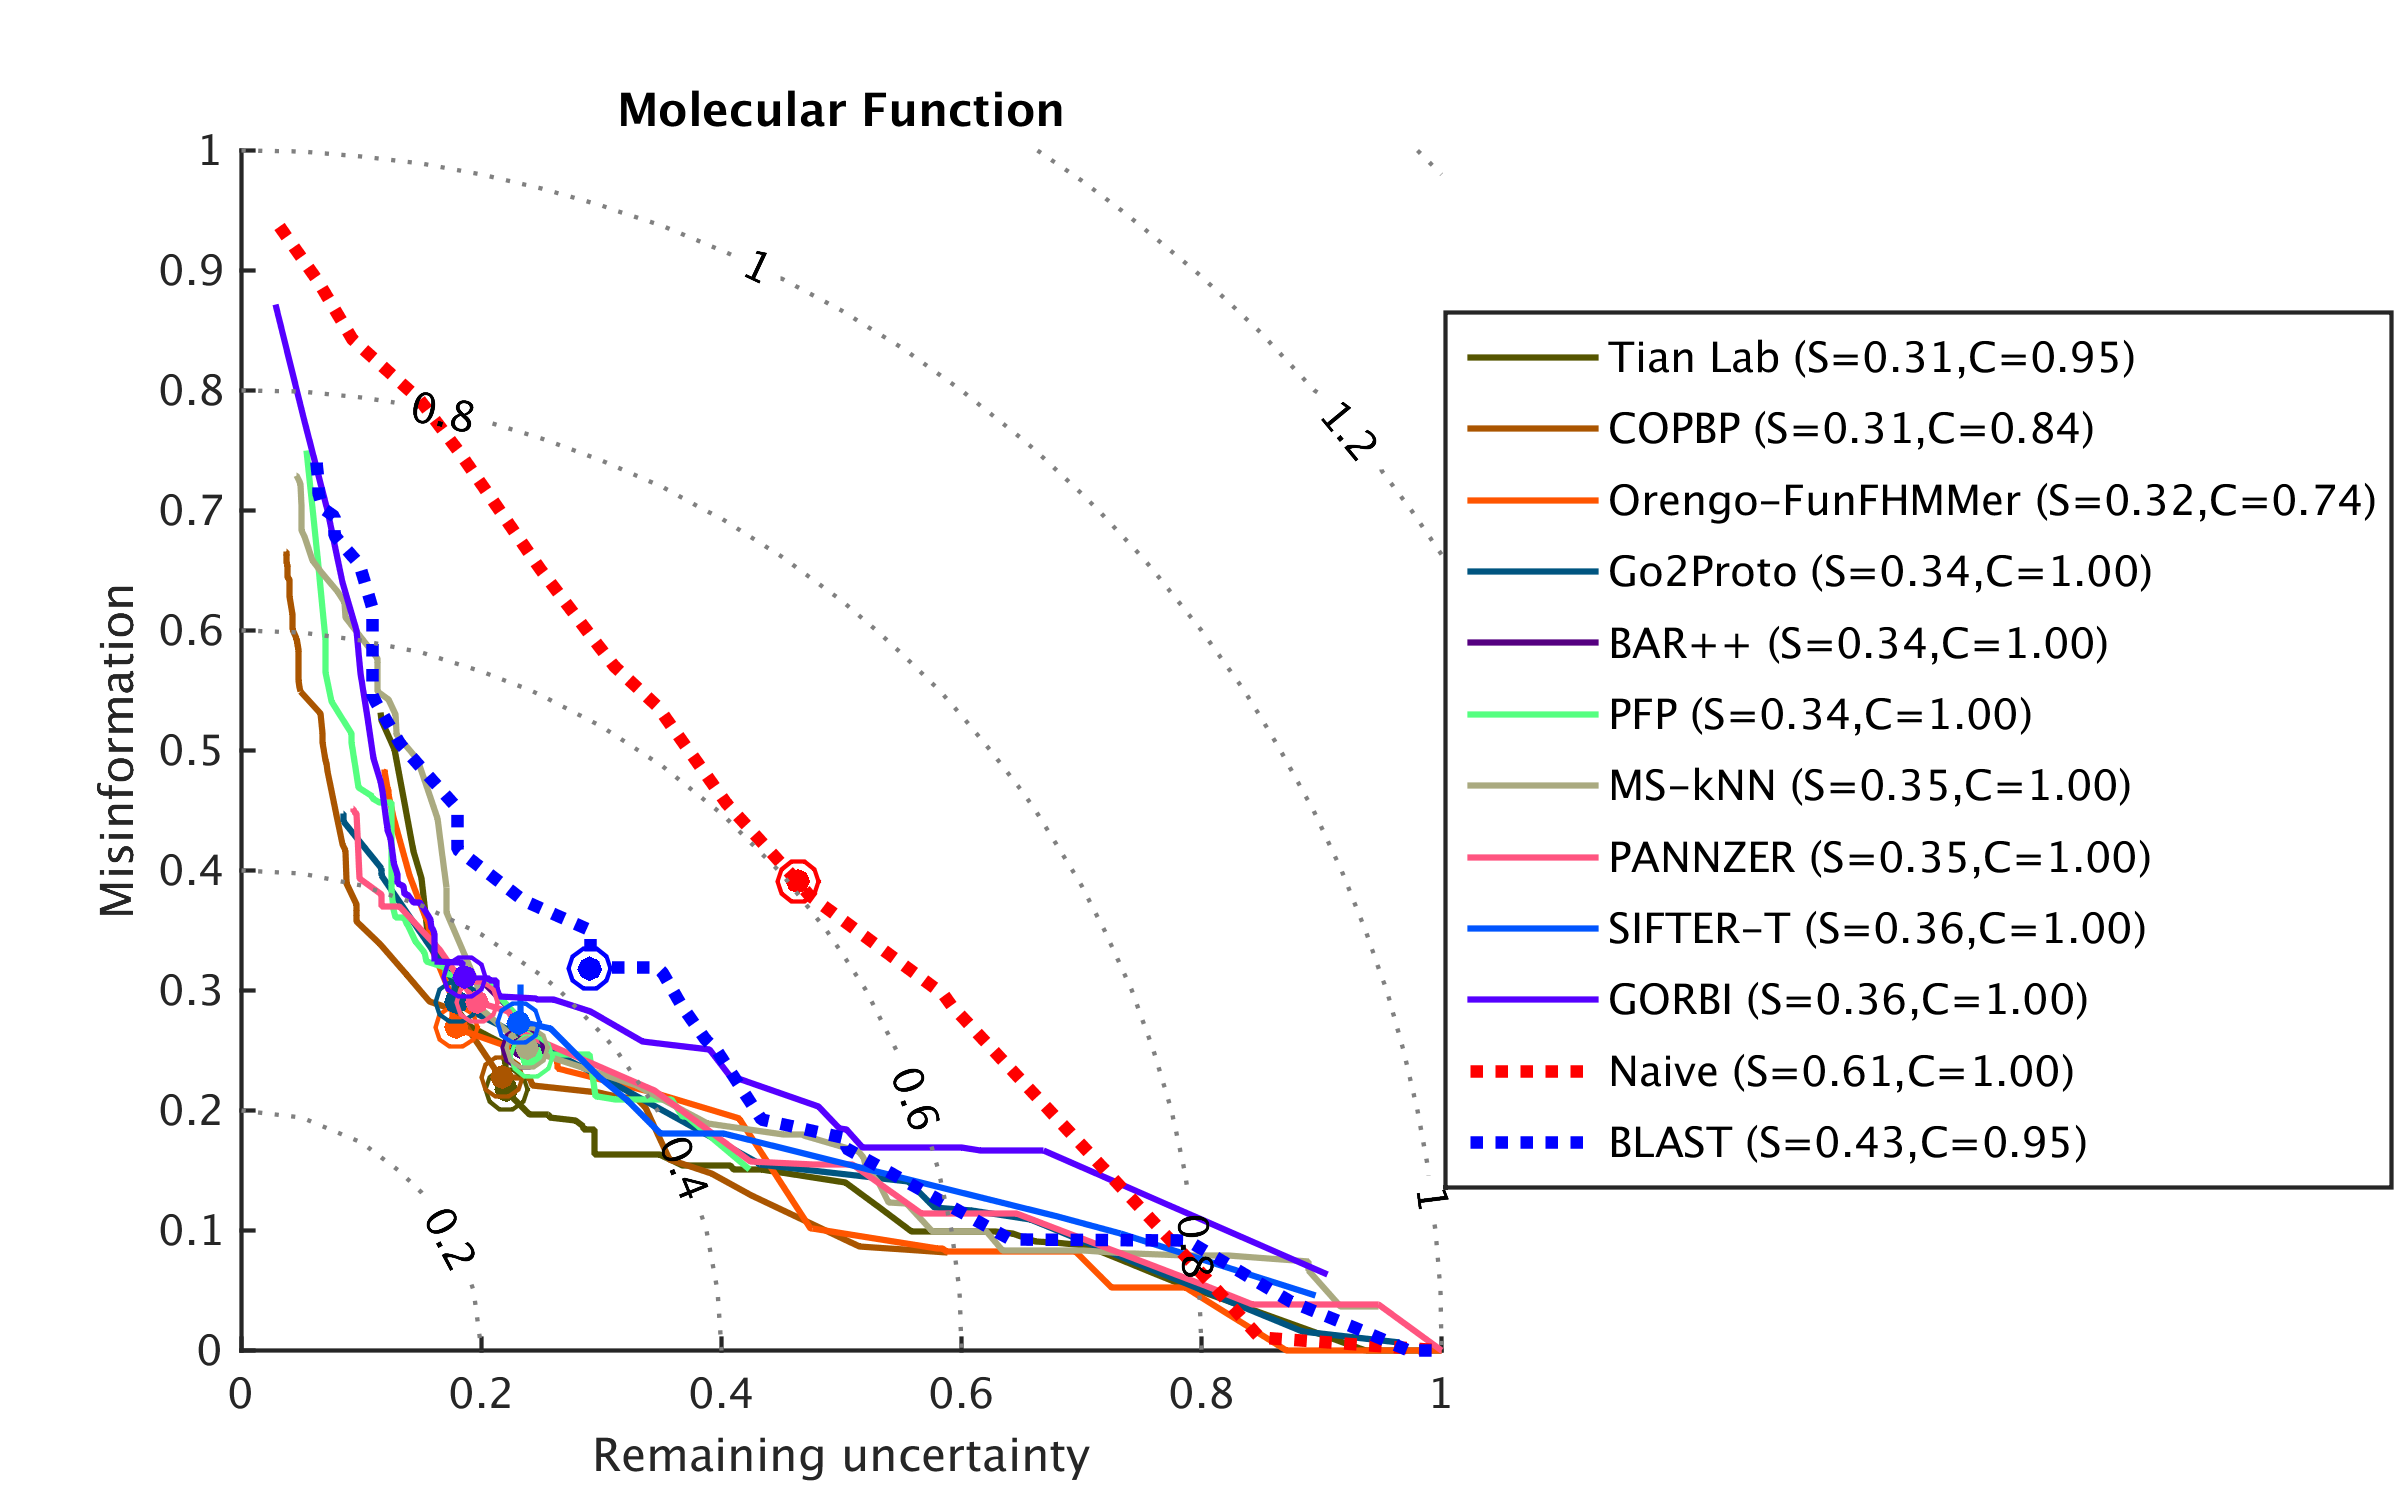 Molecular Function
Misinformation
1
0.9
0.8
0.7
0.6
0.5
0.4
0.3
0.2
0.1
0
0
0.2
0.4
0.6
0.8
1
Remaining uncertainty
1
0.8
1.2
0.6
0.4
0.2
0.8
1
Tian Lab (S=0.31,C=0.95)
COPBP (S=0.31,C=0.84)
Orengo-FunFHMMer (S=0.32,C=0.74)
Go2Proto (S=0.34,C=1.00)
BAR++ (S=0.34,C=1.00)
PFP (S=0.34,C=1.00)
MS-kNN (S=0.35,C=1.00)
PANNZER (S=0.35,C=1.00)
SIFTER-T (S=0.36,C=1.00)
GORBI (S=0.36,C=1.00)
Naive (S=0.61,C=1.00)
BLAST (S=0.43,C=0.95)